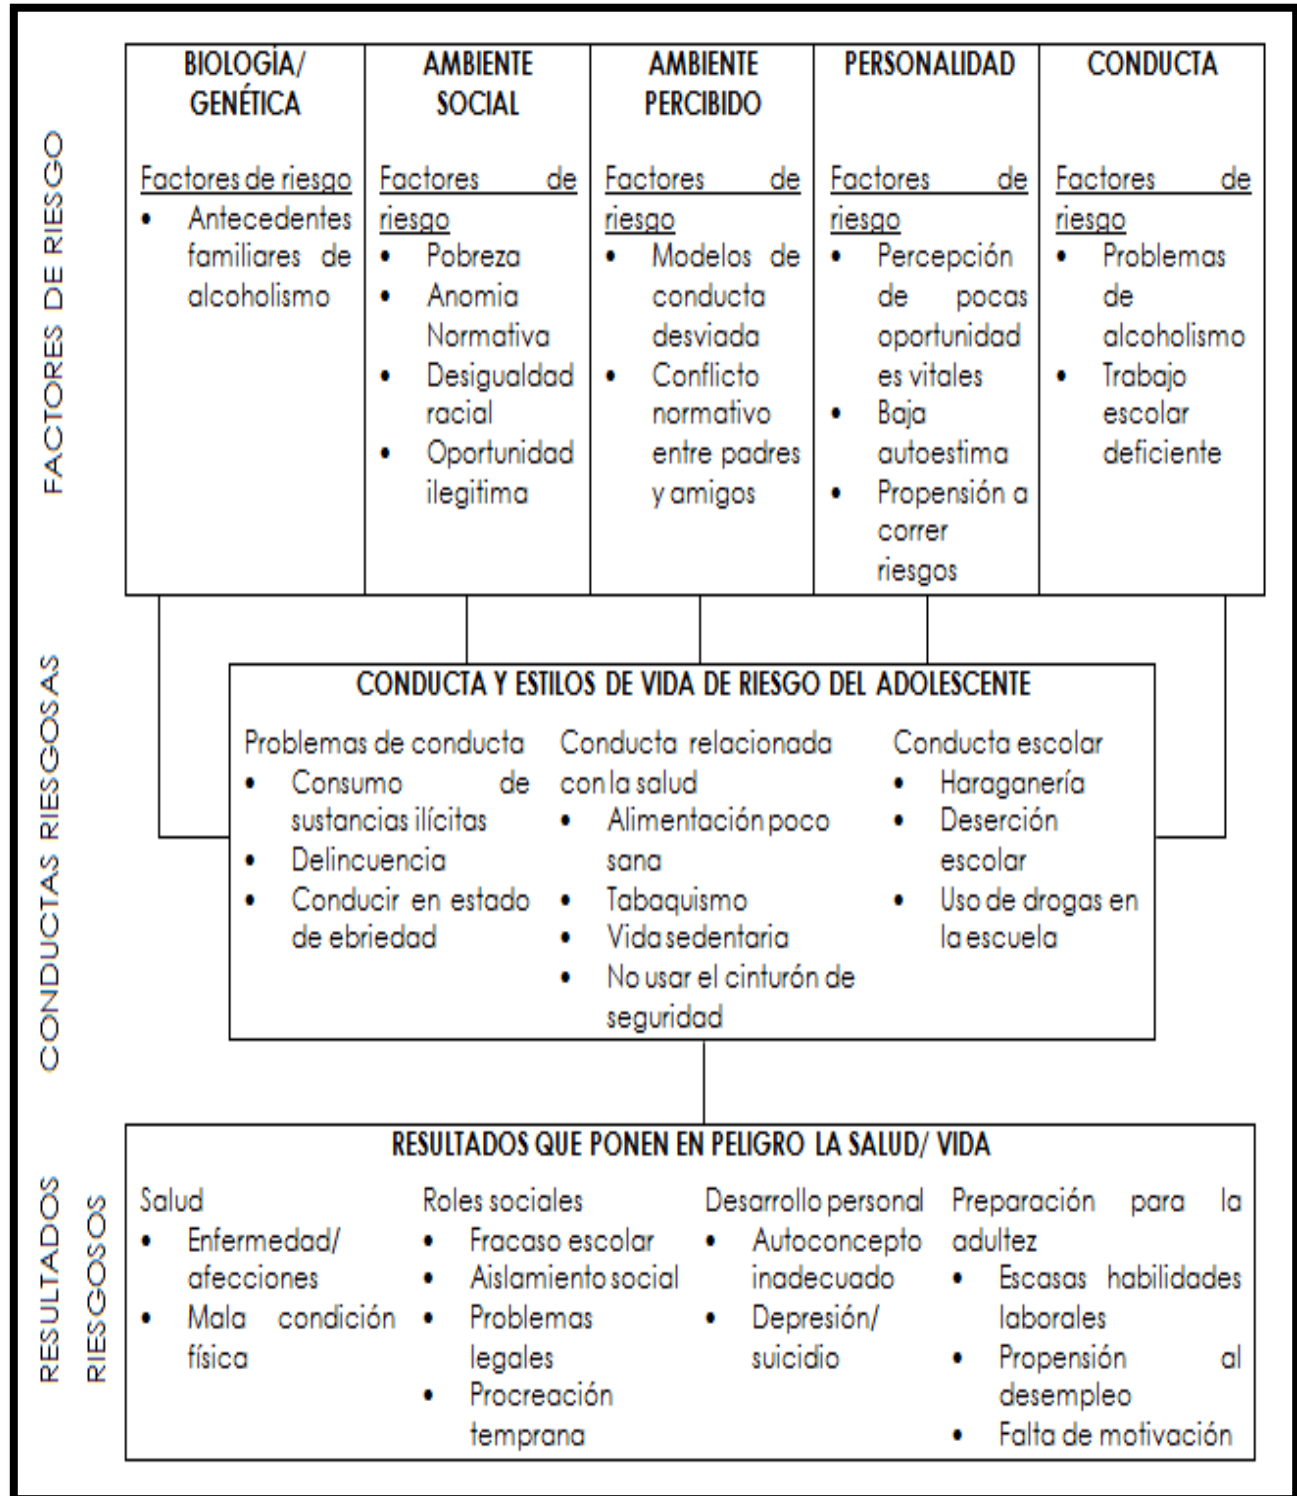 FACTORES DE RIESGO
BIOLOGÍA/
GENÉTICA
Factores de riesgo
• Antecedentes
familiares de
alcoholismo
AMBIENTE
SOCIAL
Factores de
riesgo
• Pobreza
• Anomia
Normativa
• Desigualdad
racial
• Oportunidad
ilegitima
AMBIENTE
PERCIBIDO
Factores de
riesgo
• Modelos de
conducta
desviada
• Conflicto
normativo
entre padres
y amigos
PERSONALIDAD
Factores de
riesgo
• Percepción
de pocas
oportunidad
es vitales
• Baja
autoestima
• Propensión a
correr
riesgos
CONDUCTA
Factores de
riesgo
• Problemas
de
alcoholismo
• Trabajo
escolar
deficiente
CONDUCTAS RIESGOSAS
CONDUCTA Y ESTILOS DE VIDA DE RIESGO DEL ADOLESCENTE
Problemas de conducta
• Consumo de
sustancias ilícitas
• Delincuencia
• Conducir en estado
de ebriedad
Conducta relacionada
con la salud
• Alimentación poco
sana
• Tabaquismo
• Vida sedentaria
• No usar el cinturón de
seguridad
Conducta escolar
• Haraganería
• Deserción
escolar
• Uso de drogas en
la escuela
RESULTADOS
RIESGOSOS
RESULTADOS QUE PONEN EN PELIGRO LA SALUD/ VIDA
Salud
• Enfermedad/
afecciones
• Mala condición
física
Roles sociales
• Fracaso escolar
• Aislamiento social
• Problemas
legales
• Procreación
temprana
Desarrollo personal
• Autoconcepto
inadecuado
• Depresión/
suicidio
Preparación para la
adultez
• Escasas habilidades
laborales
• Propensión al
desempleo
• Falta de motivación